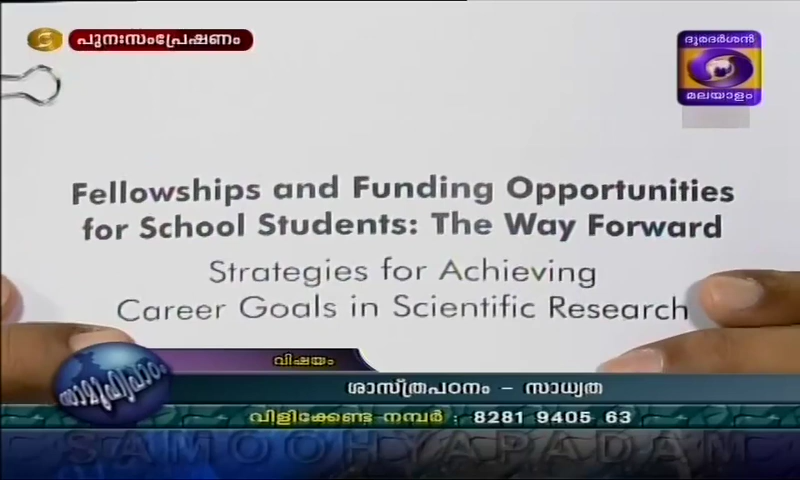 പുനഃസംപ്രേഷണം
ദൂരദർശൻ
മലയാളം
Fellowships and Funding Opportunities
for School Students: The Way Forward
Strategies for Achieving
Career Goals in Scientific Research
വിഷയം
സാമൂഹ്യപാഠം
ശാസ്ത്രപഠനം - സാധ്യത
വിളിക്കേണ്ട നമ്പർ : 8281 9405 63
SAMOOHYAPADAM